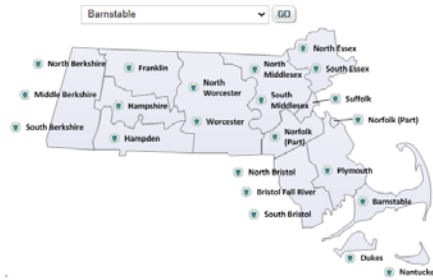 Barnstable
GO
North Essex
North Berkshire
Franklin
North
Middlesex
South Essex
North
Worcester
Middle Berkshire
South
Middlesex
Suffolk
Hampshire
Norfolk (Part)
South Berkshire
Worcester
Hampden
Norfolk
(Part)
North Bristol
Plymouth
Bristol Fall River
Barnstable
South Bristol
Dukes
Nantucke